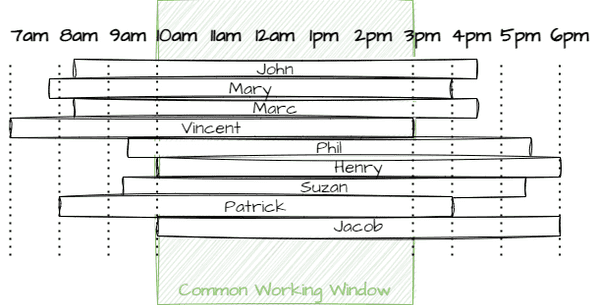 7am 8am 9am 10am 11am 12am 1pm 2pm 3pm 4pm 5pm 6pm
John
Mary
Marc
Vincent
Phil
Henry
Suzan
Patrick
Jacob
Common Working Window